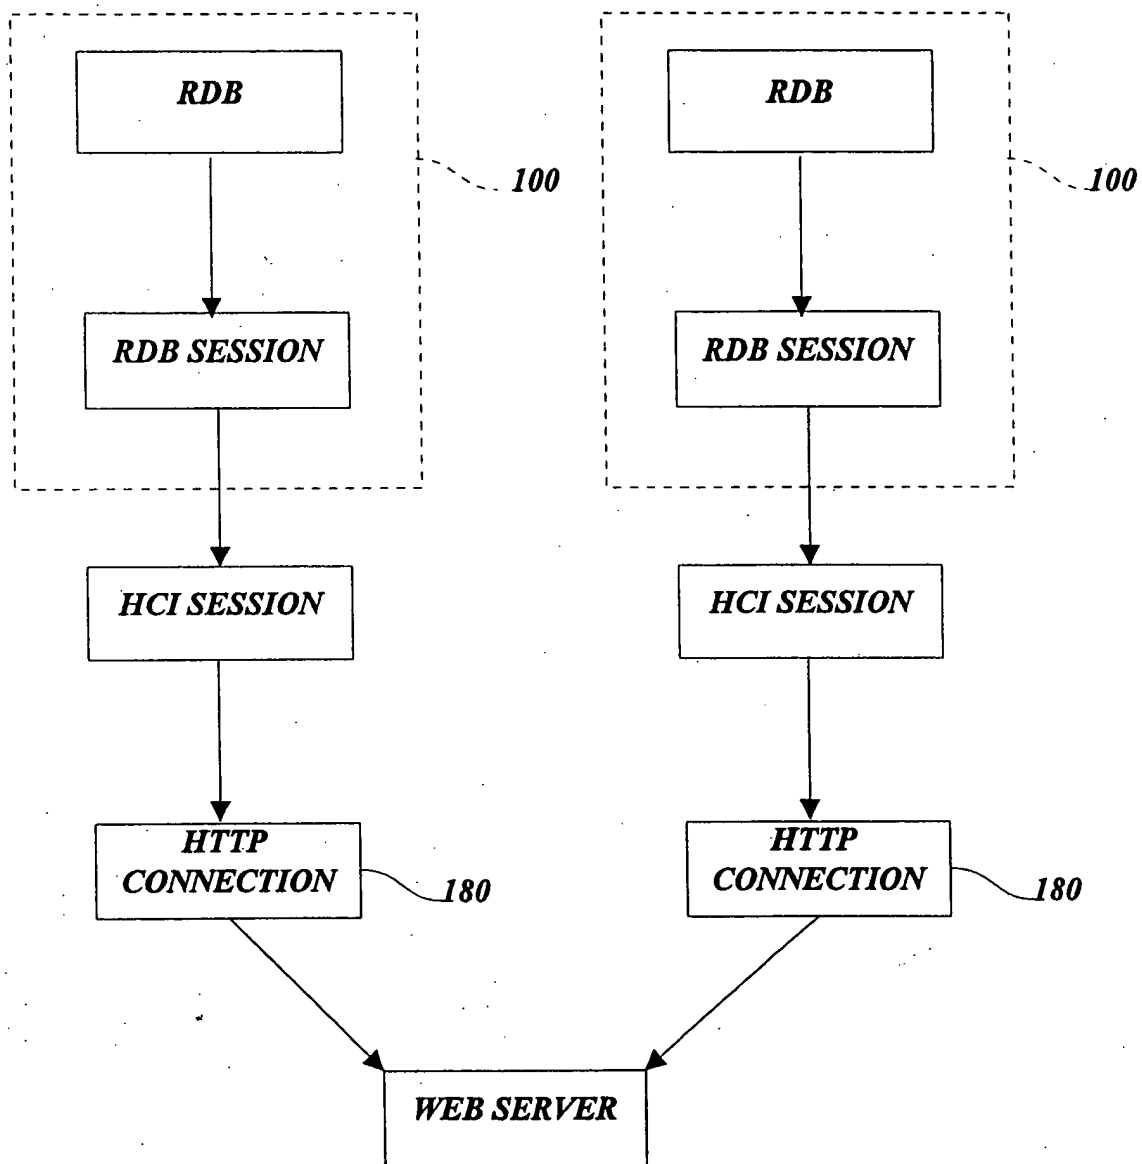 RDB
RDB
100
100
RDB SESSION
RDB SESSION
HCI SESSION
HCI SESSION
HTTP
CONNECTION
HTTP
CONNECTION
180
180
WEB SERVER